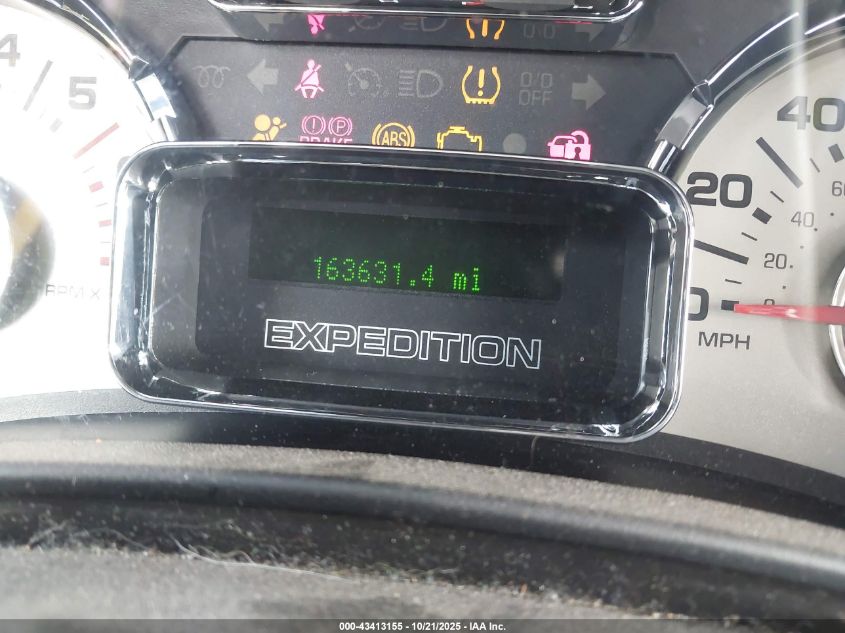 4
5
OFF
BRAKE
ABS
40
20
163631.4 mi
60
40
20
0
0
EXPEDITION
MPH
RPM X
000-43413155 - 10/21/2025 - IAA Inc.